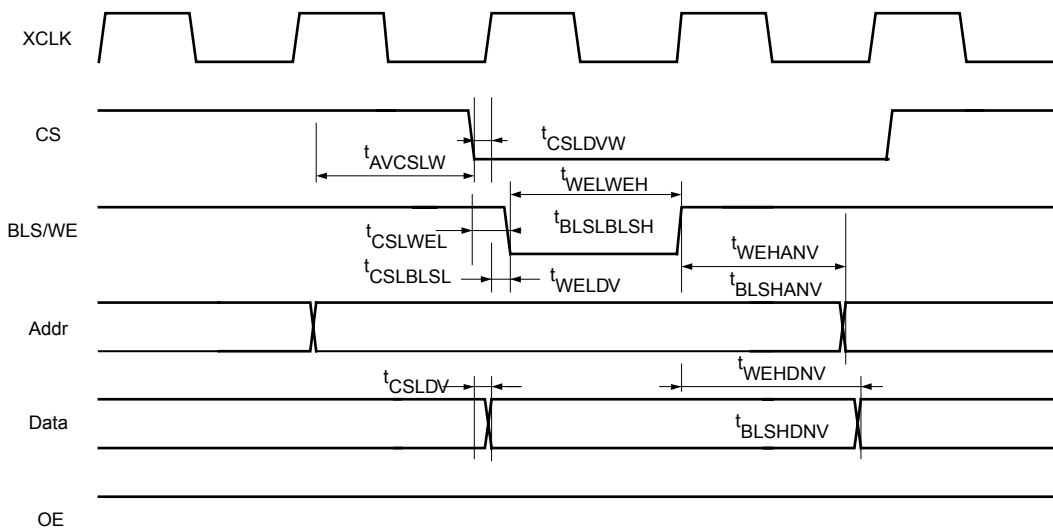 XCLK
CS
tCSLDVW
tAVCSLW
tWELWEH
BLS/WE
tCSLWEL
tBLSLBLSH
tWEHANV
tCSLBLSL
tWELDV
tBLSHANV
Addr
tCSLDV
tWEHDNV
Data
tBLSHDNV
OE